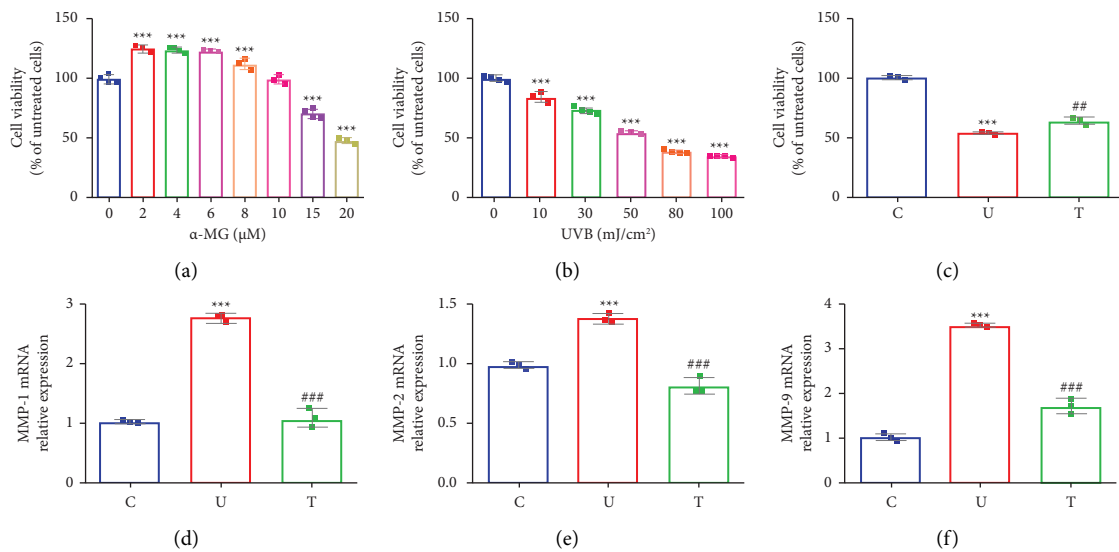 150
100
50
0
Cell viability
(% of untreated cells)
***
***
***
***
***
***
0 2 4 6 8 10 15 20
α-MG (μM)
(a)
150
100
50
0
Cell viability
(% of untreated cells)
***
***
***
***
***
0 10 30 50 80 100
UVB (mJ/cm²)
(b)
150
100
50
0
Cell viability
(% of untreated cells)
***
##
C U T
(c)
3
2
1
0
MMP-1 mRNA
relative expression
***
###
C U T
(d)
1.5
1.0
0.5
0.0
MMP-2 mRNA
relative expression
***
###
C U T
(e)
4
3
2
1
0
MMP-9 mRNA
relative expression
***
###
C U T
(f)